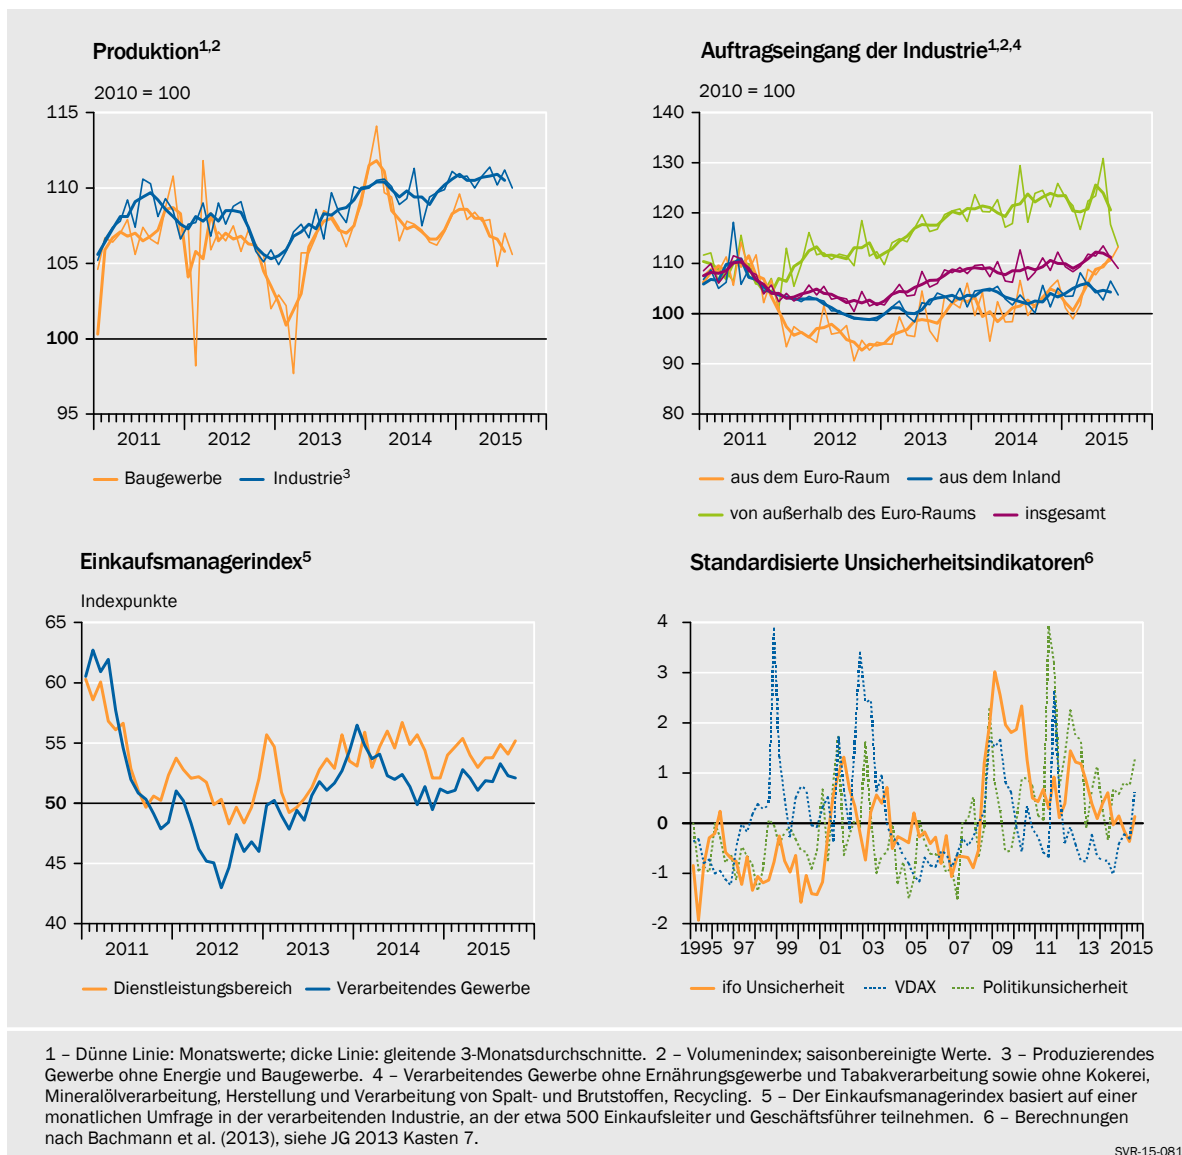 Produktion1,2
2010 = 100
115
110
105
100
95
2011 2012 2013 2014 2015
Baugewerbe Industrie3
Auftragseingang der Industrie1,2,4
2010 = 100
140
130
120
110
100
90
80
2011 2012 2013 2014 2015
aus dem Euro-Raum aus dem Inland
von außerhalb des Euro-Raums insgesamt
Einkaufsmanagerindex5
Indexpunkte
65
60
55
50
45
40
2011 2012 2013 2014 2015
Dienstleistungsbereich Verarbeitendes Gewerbe
Standardisierte Unsicherheitsindikatoren6
4
3
2
1
0
-1
-2
1995 97 99 01 03 05 07 09 11 13 2015
ifo Unsicherheit VDAX Politikunsicherheit
1 – Dünne Linie: Monatswerte; dicke Linie: gleitende 3-Monatsdurchschnitte. 2 – Volumenindex; saisonbereinigte Werte. 3 – Produzierendes
Gewerbe ohne Energie und Baugewerbe. 4 – Verarbeitendes Gewerbe ohne Ernährungsgewerbe und Tabakverarbeitung sowie ohne Kokerei,
Mineralölverarbeitung, Herstellung und Verarbeitung von Spalt- und Brutstoffen, Recycling. 5 – Der Einkaufsmanagerindex basiert auf einer
monatlichen Umfrage in der verarbeitenden Industrie, an der etwa 500 Einkaufsleiter und Geschäftsführer teilnehmen. 6 – Berechnungen
nach Bachmann et al. (2013), siehe JG 2013 Kasten 7.
SVR-15-081